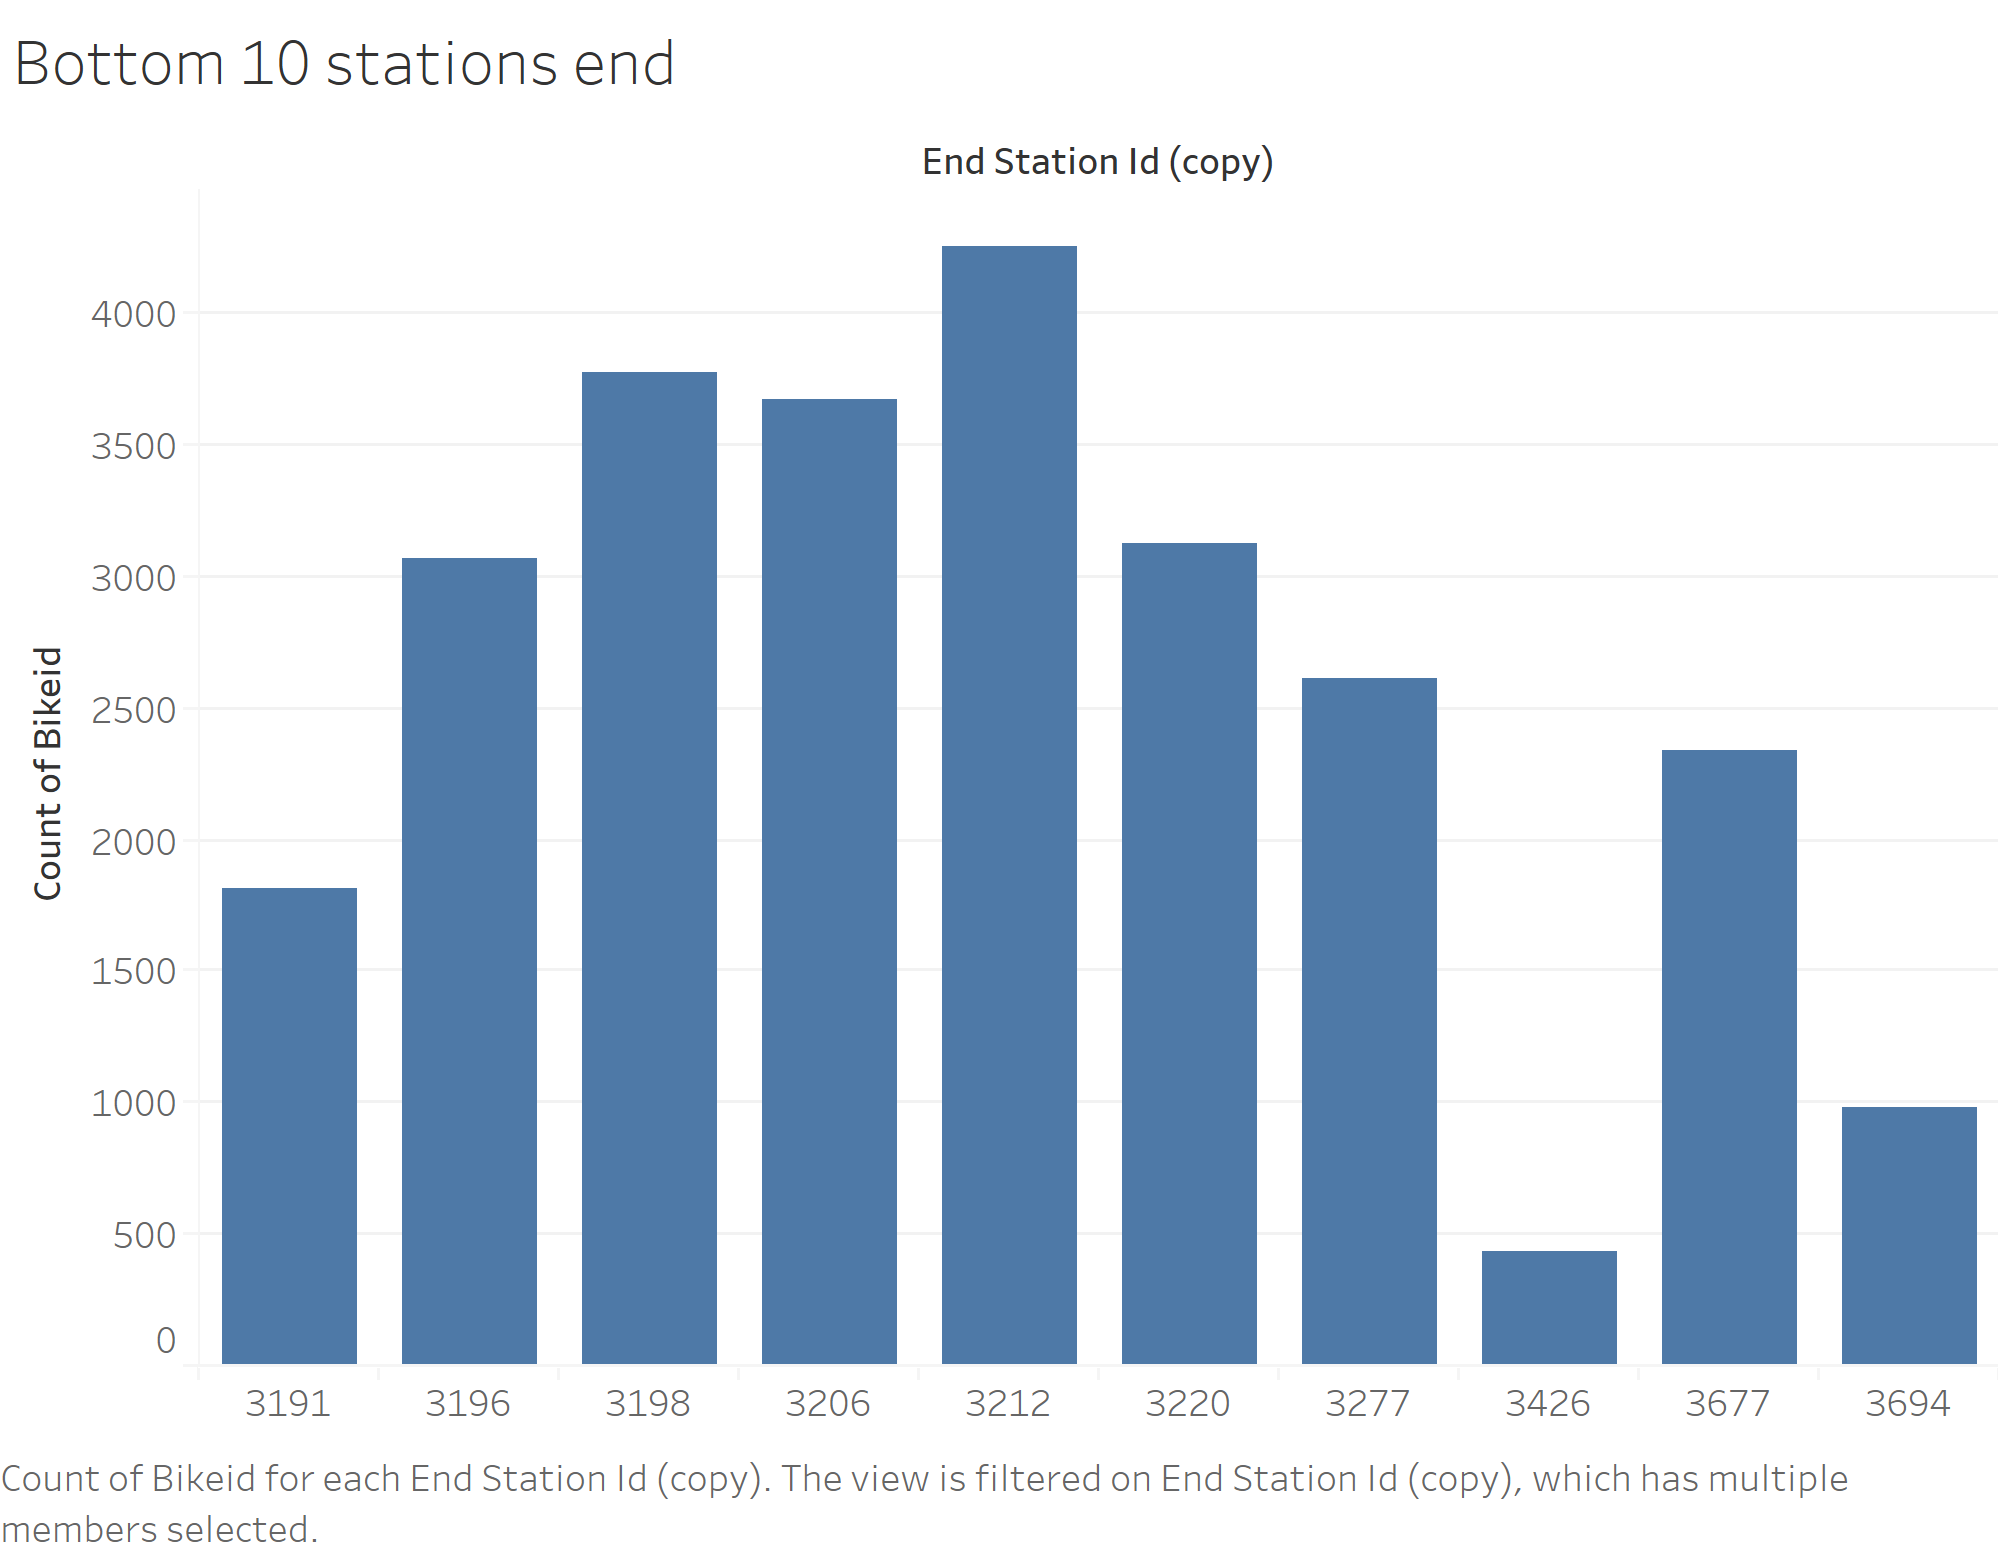 Bottom 10 stations end
End Station Id (copy)
Count of Bikeid
4000
3500
3000
2500
2000
1500
1000
500
0
3191 3196 3198 3206 3212 3220 3277 3426 3677 3694
Count of Bikeid for each End Station Id (copy). The view is filtered on End Station Id (copy), which has multiple
members selected.